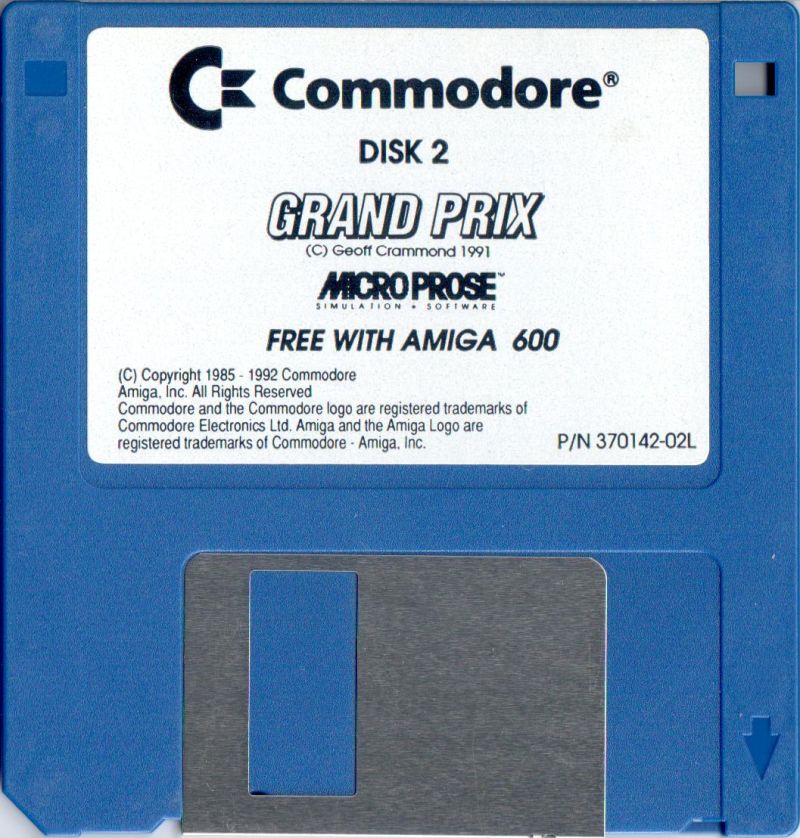 Commodore®
DISK 2
GRAND PRIX
(C) Geoff Crammond 1991
MICROPROSE™
SIMULATION • SOFTWARE
FREE WITH AMIGA 600
(C) Copyright 1985 - 1992 Commodore
Amiga, Inc. All Rights Reserved
Commodore and the Commodore logo are registered trademarks of
Commodore Electronics Ltd. Amiga and the Amiga Logo are
registered trademarks of Commodore - Amiga, Inc.
P/N 370142-02L